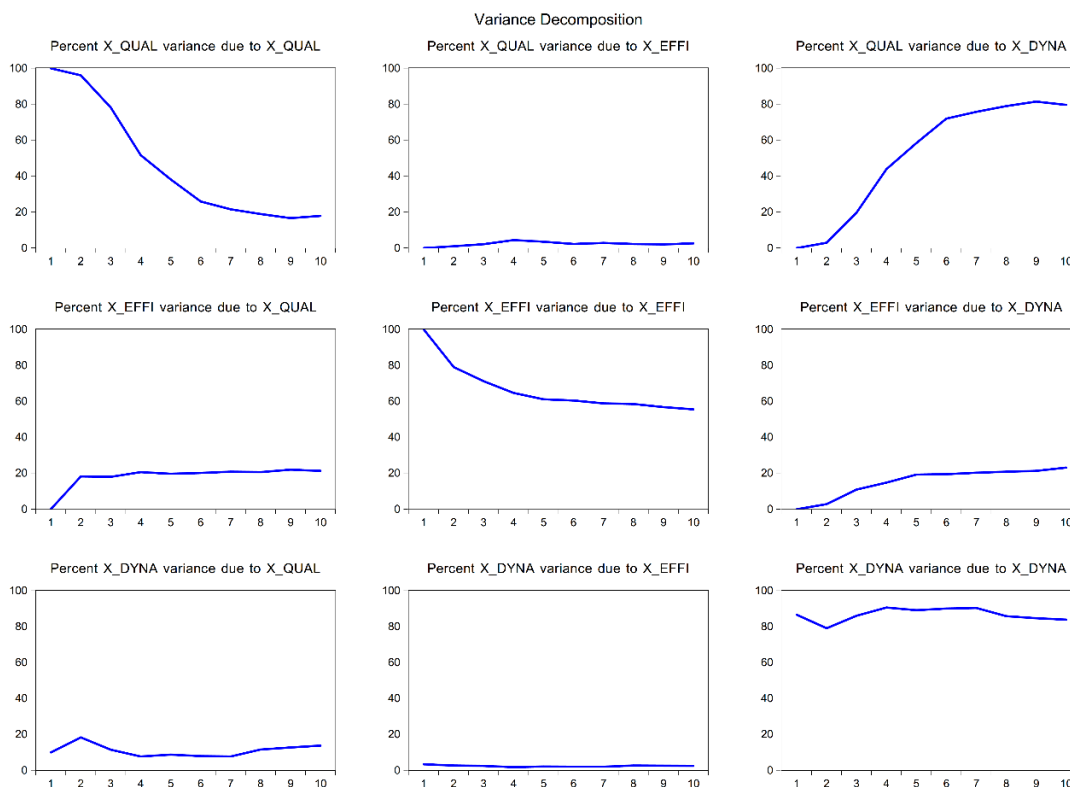 Variance Decomposition
Percent X_QUAL variance due to X_QUAL
Percent X_QUAL variance due to X_EFFI
Percent X_QUAL variance due to X_DYNA
100
80
60
40
20
0
1 2 3 4 5 6 7 8 9 10
100
80
60
40
20
0
1 2 3 4 5 6 7 8 9 10
100
80
60
40
20
0
1 2 3 4 5 6 7 8 9 10
Percent X_EFFI variance due to X_QUAL
Percent X_EFFI variance due to X_EFFI
Percent X_EFFI variance due to X_DYNA
100
80
60
40
20
0
1 2 3 4 5 6 7 8 9 10
100
80
60
40
20
0
1 2 3 4 5 6 7 8 9 10
100
80
60
40
20
0
1 2 3 4 5 6 7 8 9 10
Percent X_DYNA variance due to X_QUAL
Percent X_DYNA variance due to X_EFFI
Percent X_DYNA variance due to X_DYNA
100
80
60
40
20
0
1 2 3 4 5 6 7 8 9 10
100
80
60
40
20
0
1 2 3 4 5 6 7 8 9 10
100
80
60
40
20
0
1 2 3 4 5 6 7 8 9 10